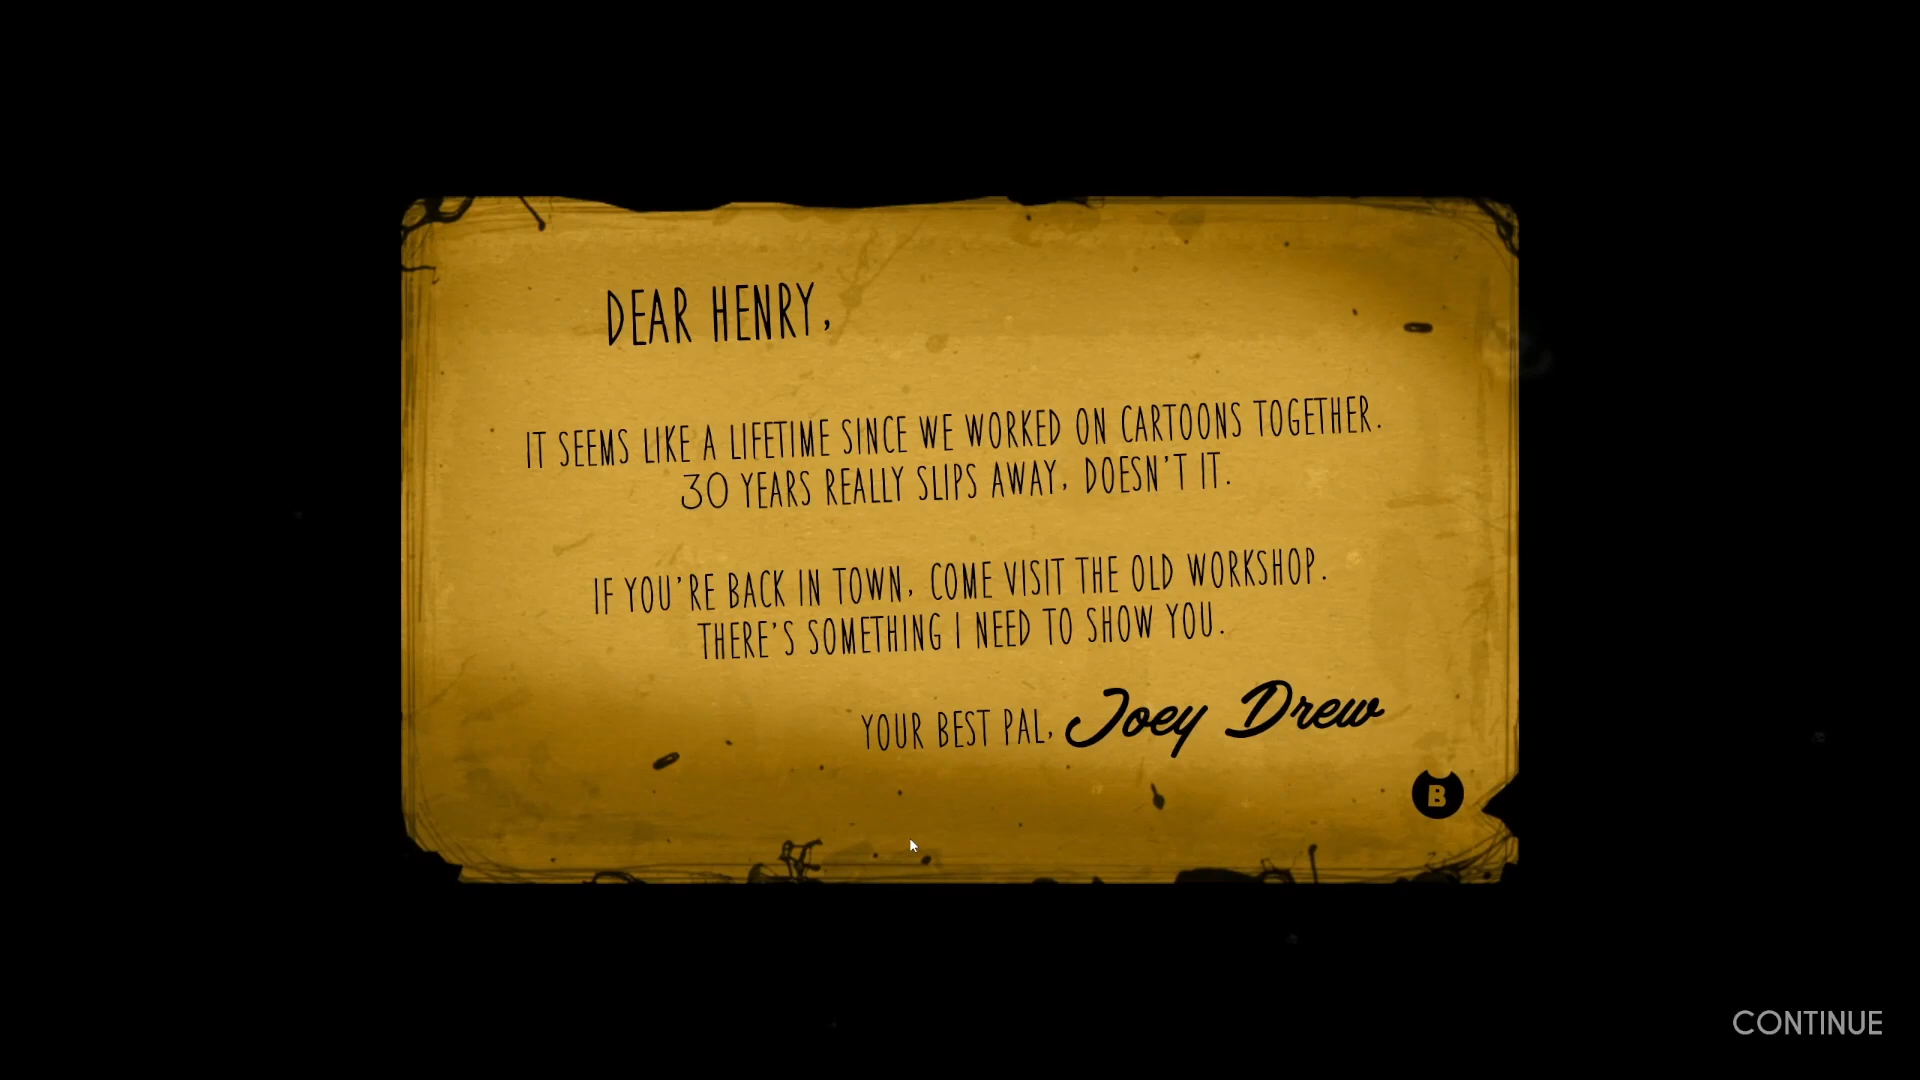 DEAR HENRY,
IT SEEMS LIKE A LIFETIME SINCE WE WORKED ON CARTOONS TOGETHER.
30 YEARS REALLY SLIPS AWAY, DOESN'T IT.
IF YOU'RE BACK IN TOWN, COME VISIT THE OLD WORKSHOP.
THERE'S SOMETHING I NEED TO SHOW YOU.
YOUR BEST PAL, Joey Drew
B
CONTINUE